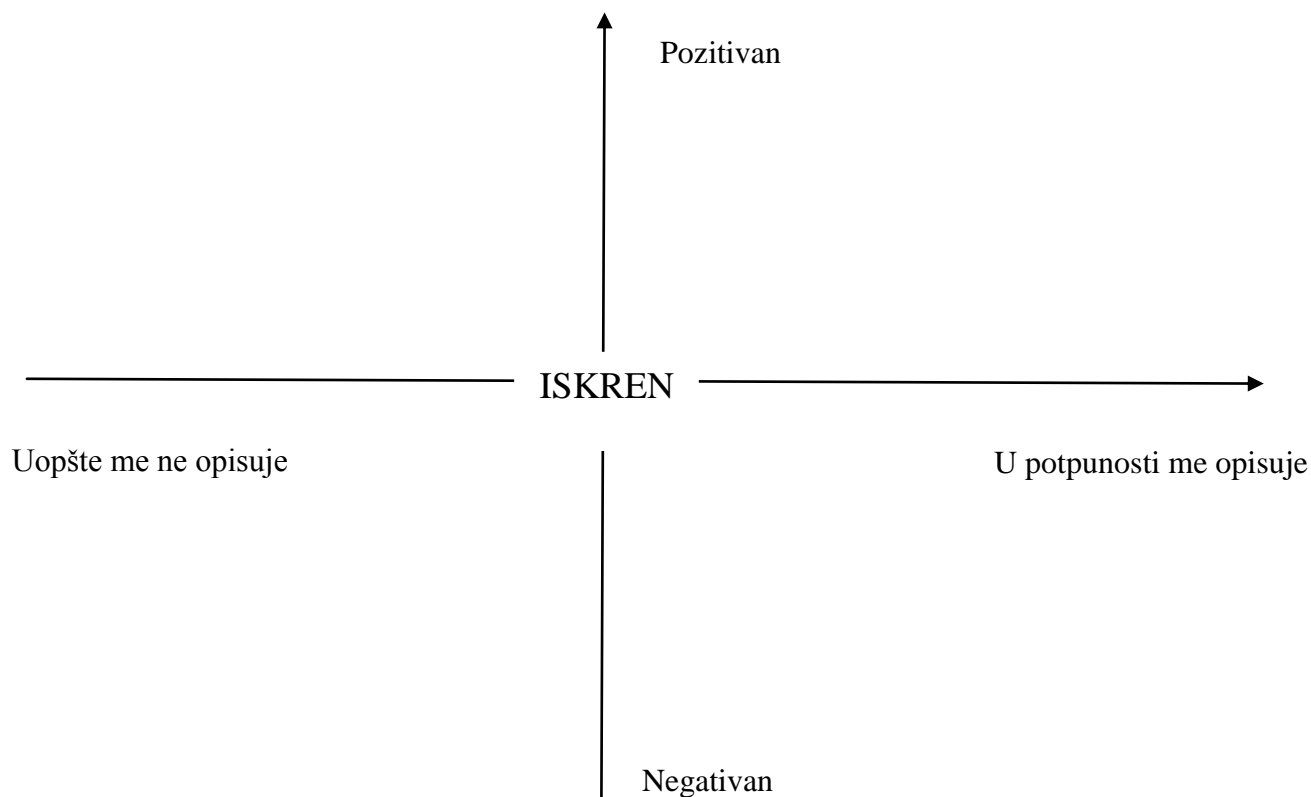 Pozitivan
ISKREN
Uopšte me ne opisuje
U potpunosti me opisuje
Negativan